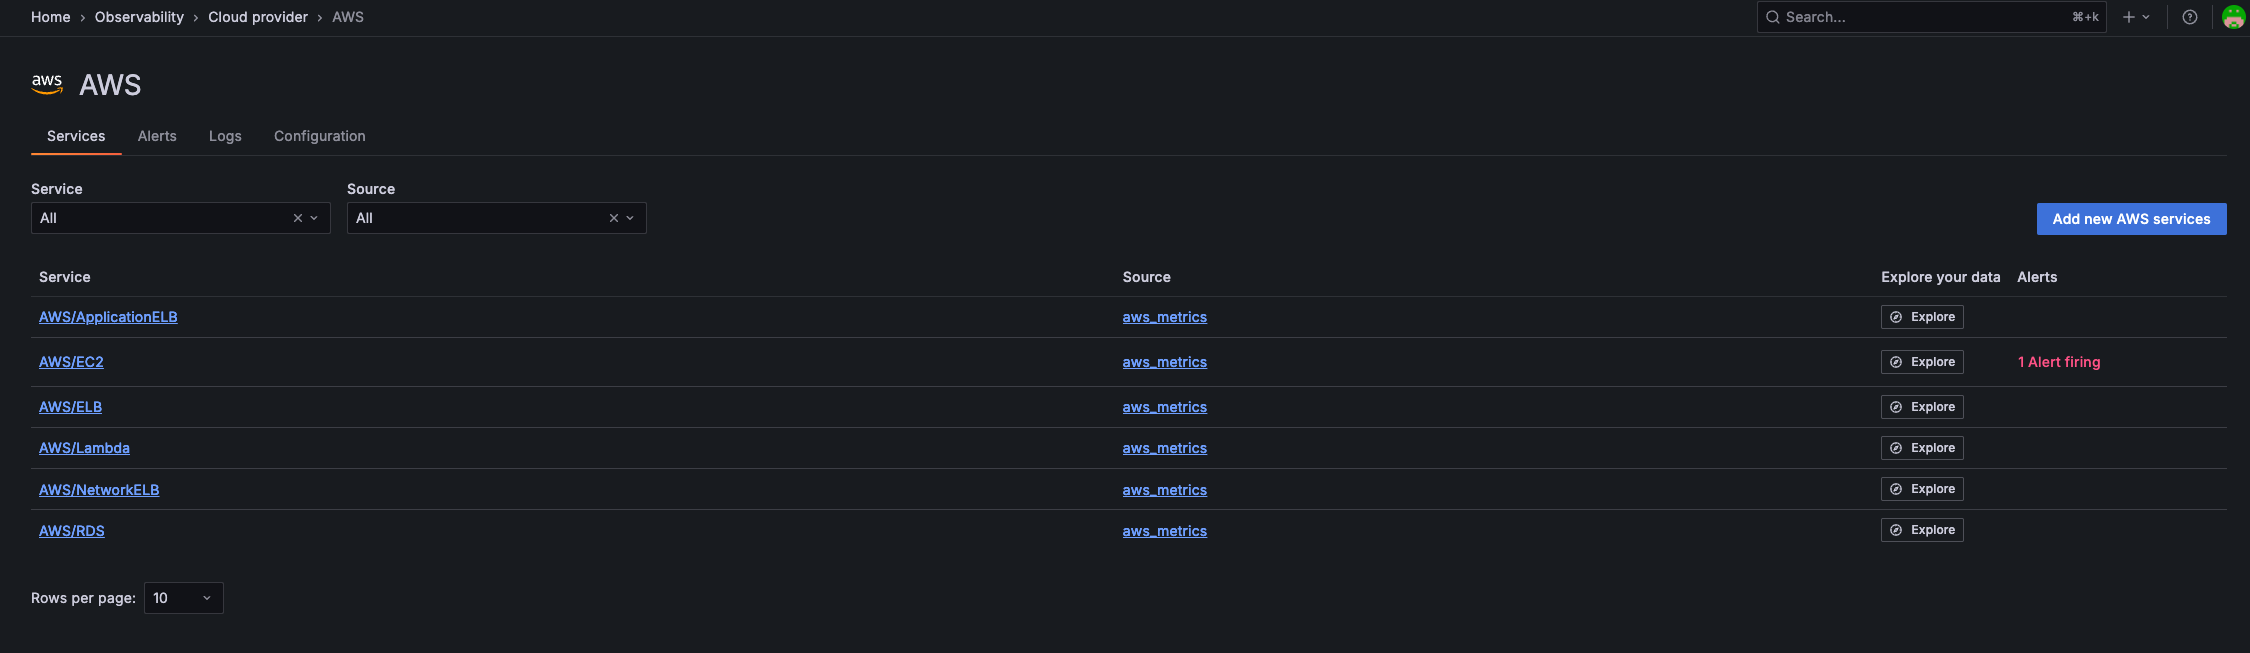 Home › Observability › Cloud provider › AWS Search... ⌘+k
aws AWS
Services Alerts Logs Configuration
Service Source
All All
Add new AWS services
Service Source Explore your data Alerts
AWS/ApplicationELB aws_metrics Explore
AWS/EC2 aws_metrics Explore 1 Alert firing
AWS/ELB aws_metrics Explore
AWS/Lambda aws_metrics Explore
AWS/NetworkELB aws_metrics Explore
AWS/RDS aws_metrics Explore
Rows per page: 10